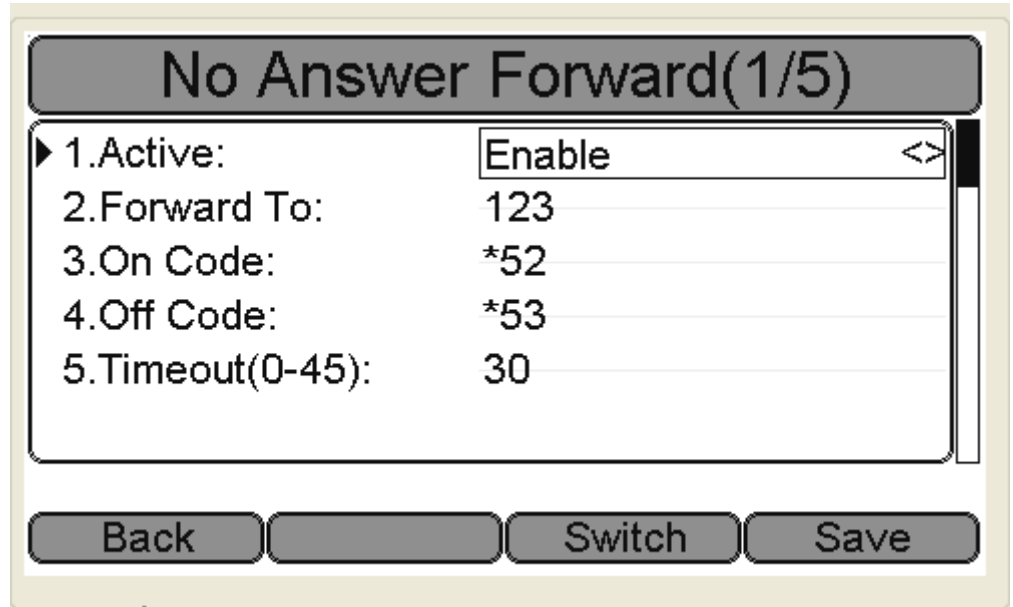 No Answer Forward(1/5)
1.Active: Enable <>
2.Forward To: 123
3.On Code: *52
4.Off Code: *53
5.Timeout(0-45): 30
Back Switch Save